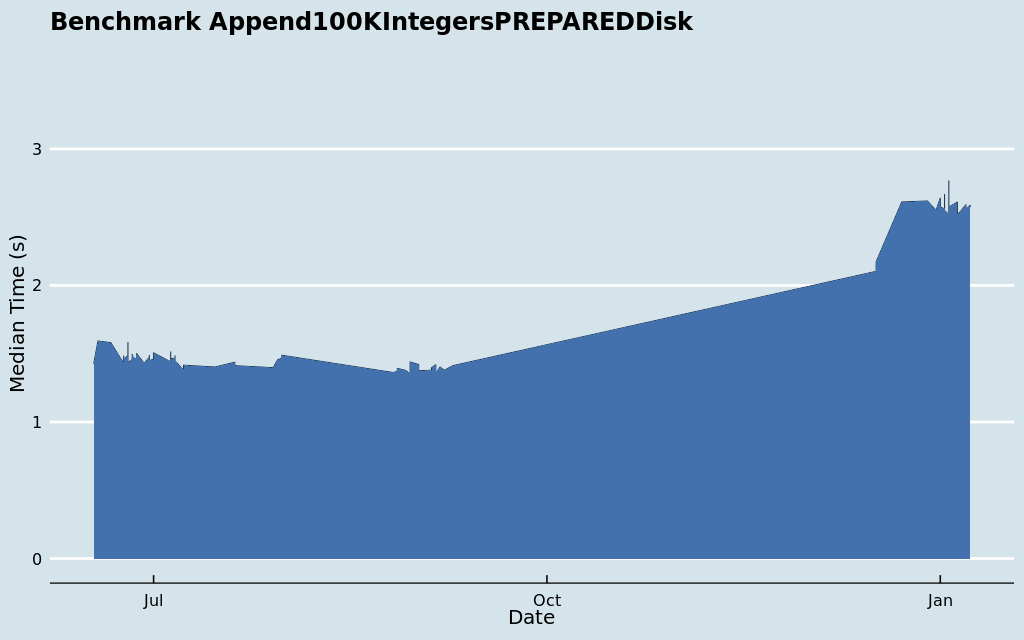 Benchmark Append100KIntegersPREPAREDDisk
3
2
1
0
Median Time (s)
Jul
Oct
Jan
Date